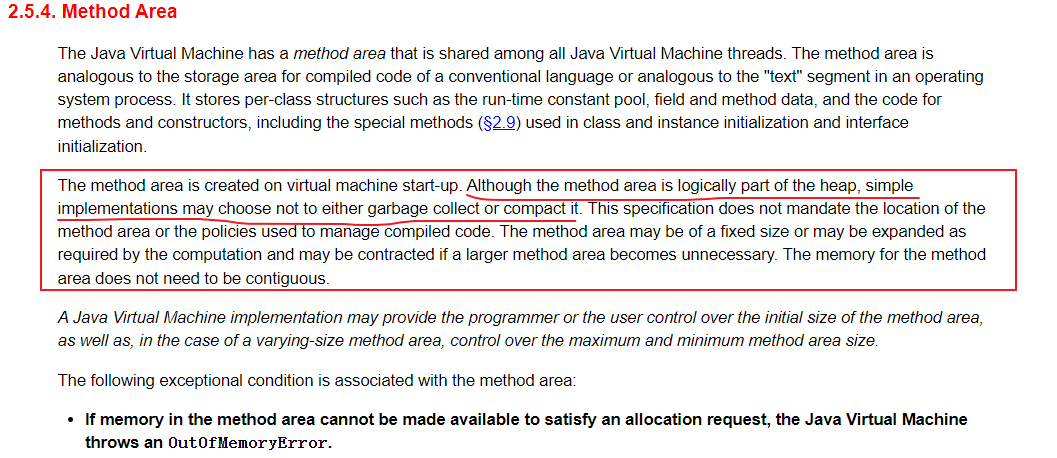 2.5.4. Method Area
The Java Virtual Machine has a method area that is shared among all Java Virtual Machine threads. The method area is
analogous to the storage area for compiled code of a conventional language or analogous to the "text" segment in an operating
system process. It stores per-class structures such as the run-time constant pool, field and method data, and the code for
methods and constructors, including the special methods (§2.9) used in class and instance initialization and interface
initialization.
The method area is created on virtual machine start-up. Although the method area is logically part of the heap, simple
implementations may choose not to either garbage collect or compact it. This specification does not mandate the location of the
method area or the policies used to manage compiled code. The method area may be of a fixed size or may be expanded as
required by the computation and may be contracted if a larger method area becomes unnecessary. The memory for the method
area does not need to be contiguous.
A Java Virtual Machine implementation may provide the programmer or the user control over the initial size of the method area,
as well as, in the case of a varying-size method area, control over the maximum and minimum method area size.
The following exceptional condition is associated with the method area:
• If memory in the method area cannot be made available to satisfy an allocation request, the Java Virtual Machine
throws an OutOfMemoryError.